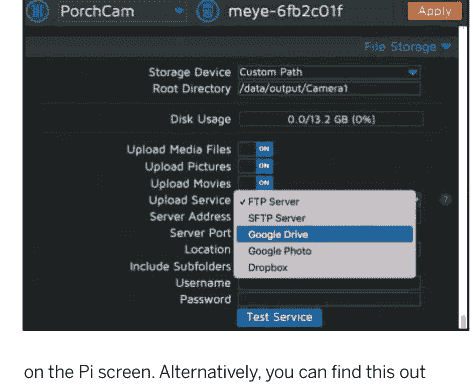 PorchCam meye-6fb2c01f Apply
File Storage
Storage Device Custom Path
Root Directory /data/output/Camera1
Disk Usage 0.0/13.2 GB (0%)
Upload Media Files ON
Upload Pictures ON
Upload Movies ON
Upload Service ✓ FTP Server ?
Server Address SFTP Server
Server Port Google Drive
Location Google Photo
Include Subfolders Dropbox
Username
Password
Test Service
on the Pi screen. Alternatively, you can find this out